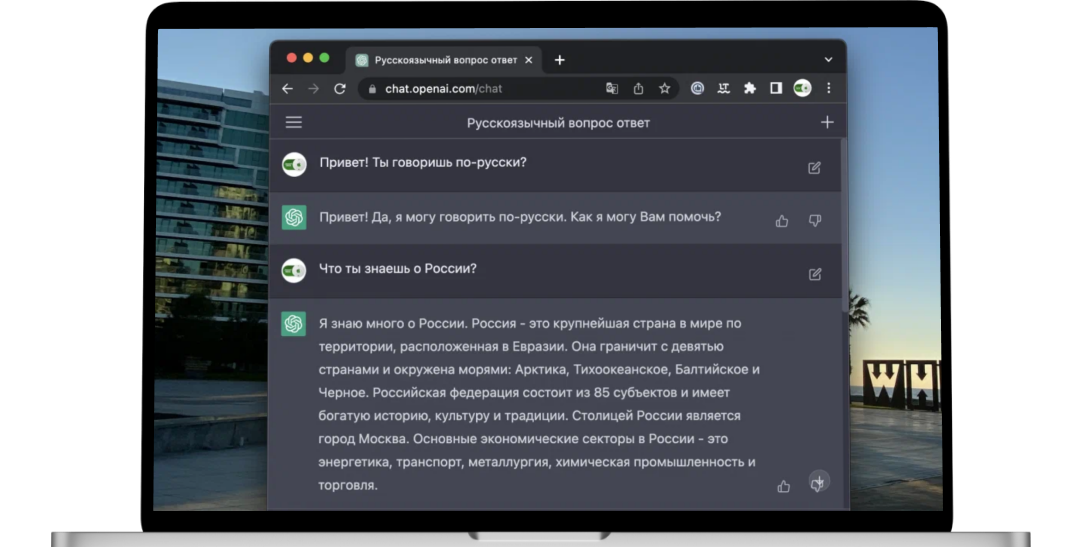 Русскоязычный вопрос ответ
chat.openai.com/chat
Русскоязычный вопрос ответ
Привет! Ты говоришь по-русски?
Привет! Да, я могу говорить по-русски. Как я могу Вам помочь?
Что ты знаешь о России?
Я знаю много о России. Россия - это крупнейшая страна в мире по
территории, расположенная в Евразии. Она граничит с девятью
странами и окружена морями: Арктика, Тихоокеанское, Балтийское и
Черное. Российская федерация состоит из 85 субъектов и имеет
богатую историю, культуру и традиции. Столицей России является
город Москва. Основные экономические секторы в России - это
энергетика, транспорт, металлургия, химическая промышленность и
торговля.